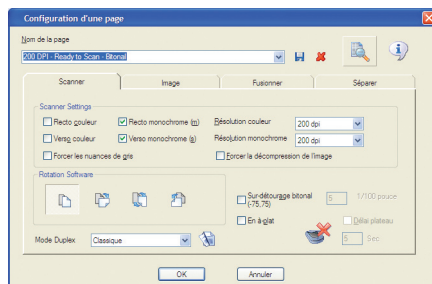 Configuration d'une page
Nom de la page
200 DPI - Ready to Scan - Bitonal
Scanner
Image
Fusionner
Séparer
Scanner Settings
Recto couleur
Recto monochrome (m)
Résolution couleur
200 dpi
Verso couleur
Verso monochrome (s)
Résolution monochrome
200 dpi
Forcer les nuances de gris
Forcer la décompression de l'image
Rotation Software
Sur-détourage bitonal
(-75,75)
5
1/100 pouce
En à-plat
Délai plateau
Mode Duplex
Classique
5
Sec.
OK
Annuler